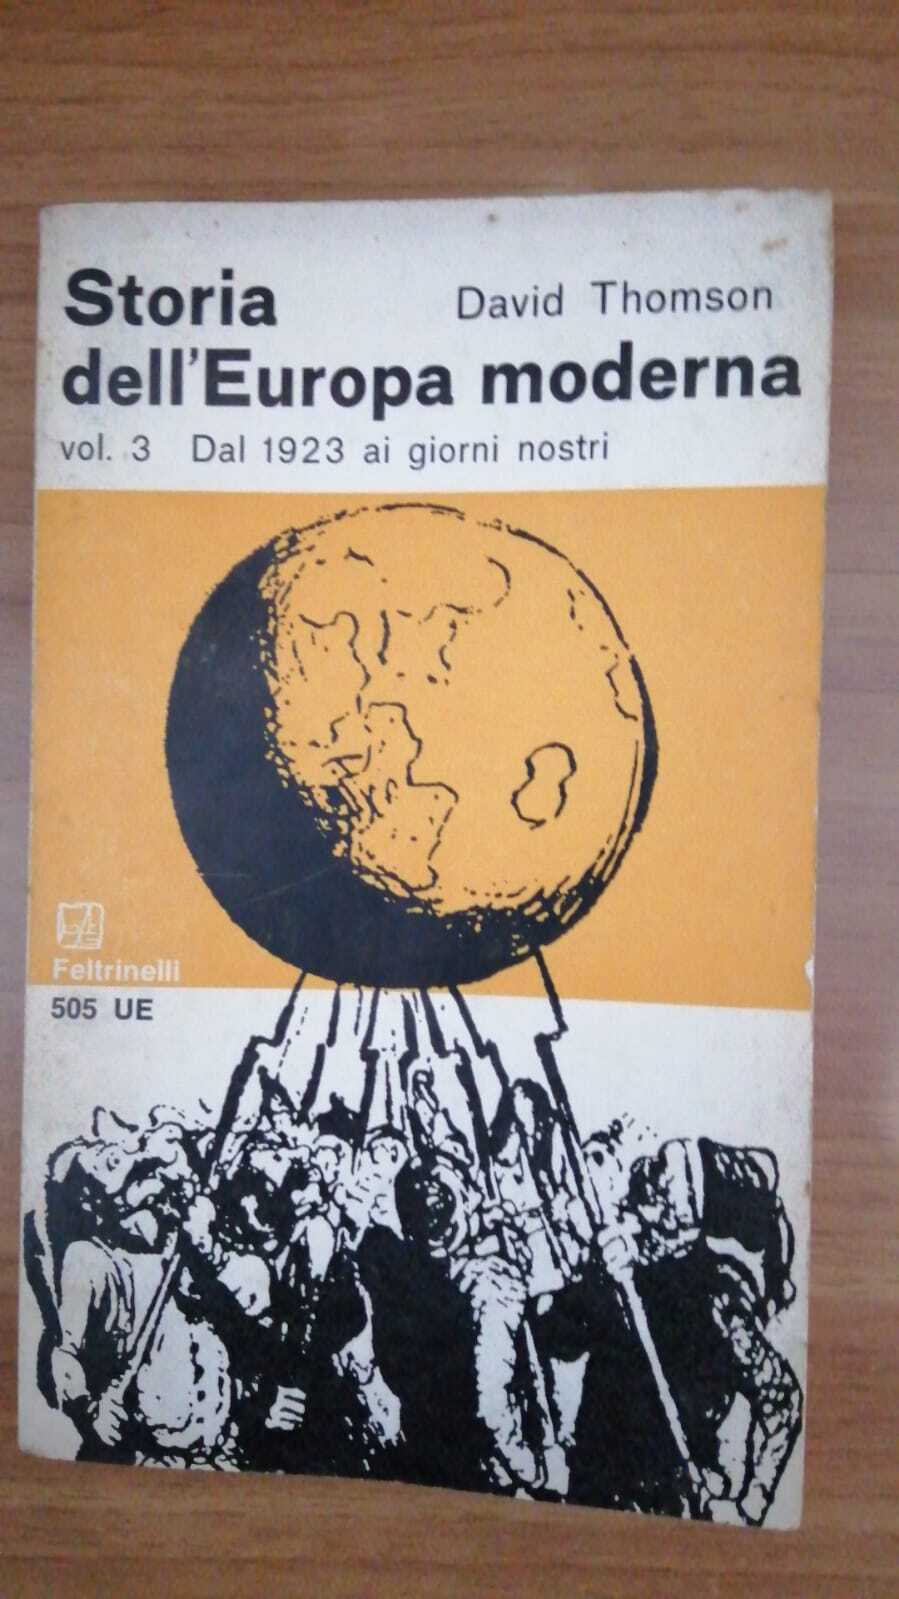 Storia
David Thomson
dell'Europa moderna
vol. 3 Dal 1923 ai giorni nostri
Feltrinelli
505 UE